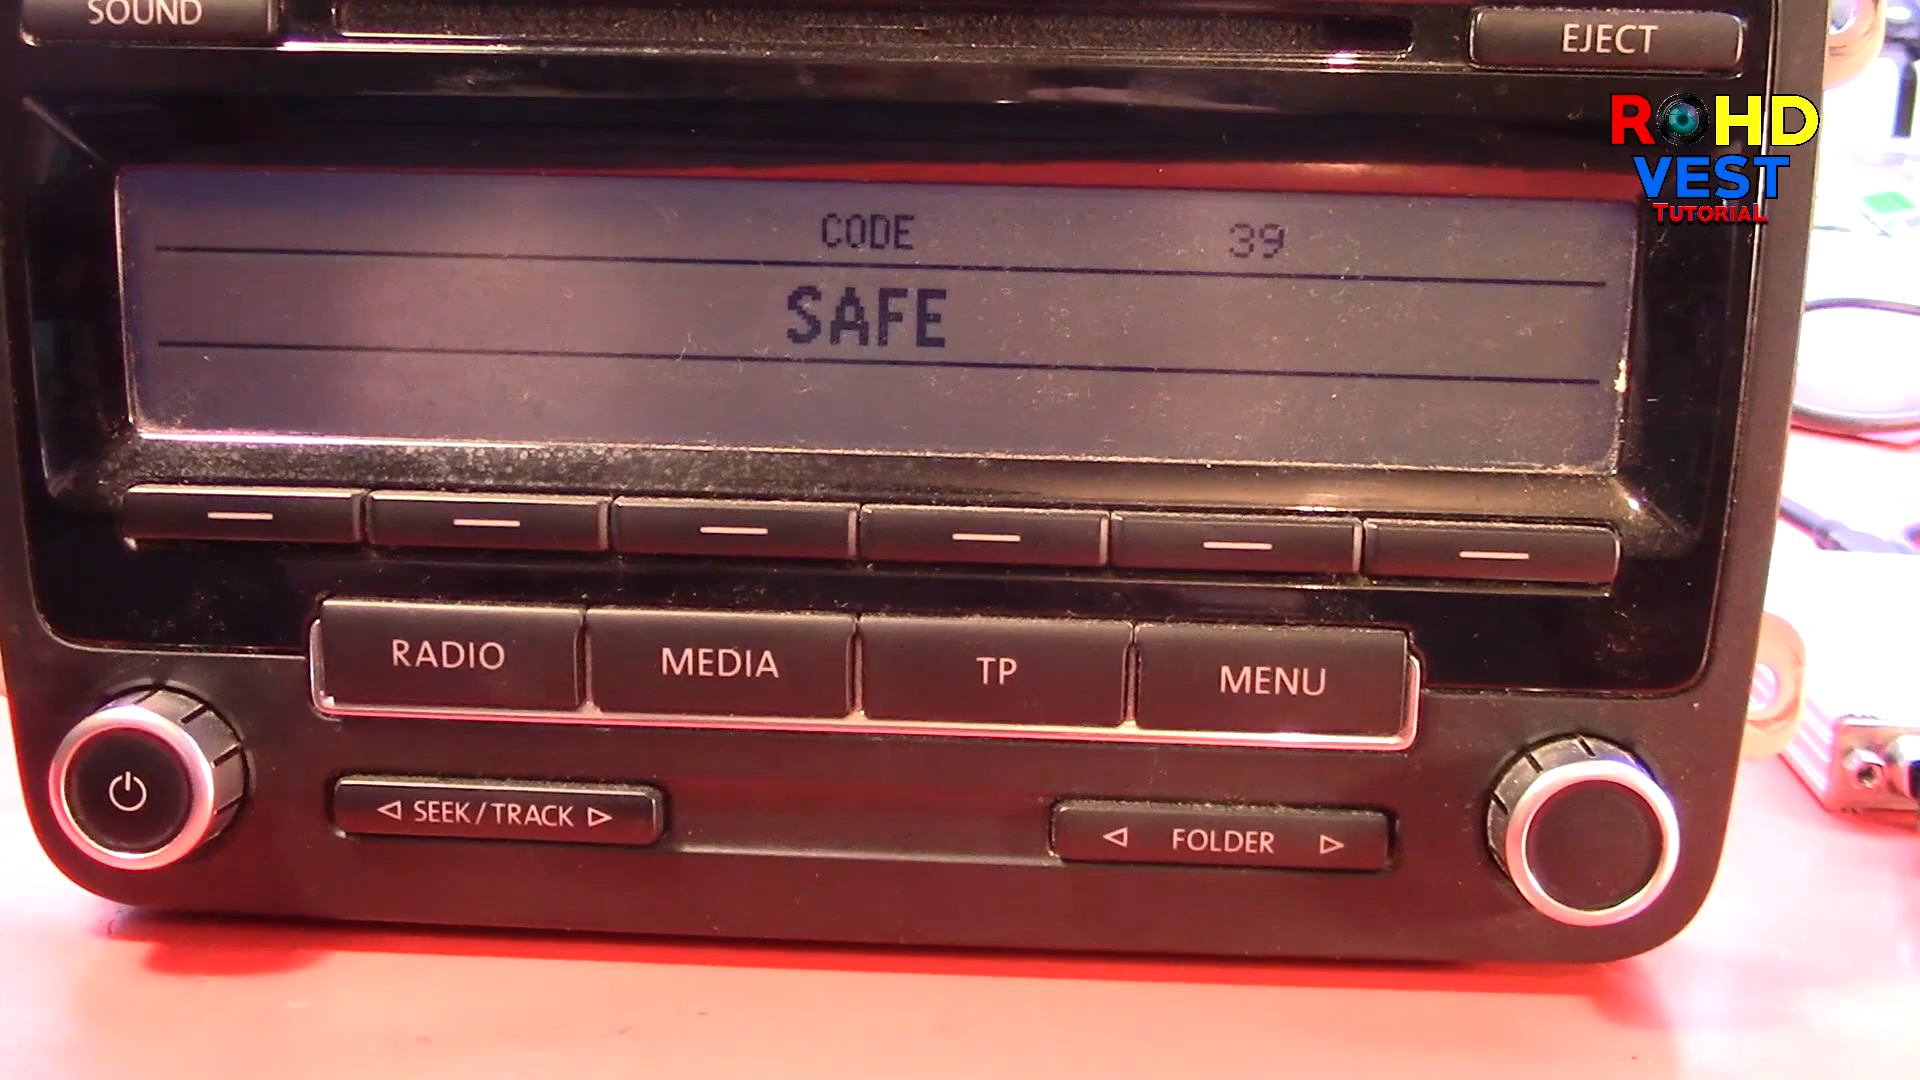 SOUND
EJECT
ROHD
VEST
TUTORIAL
CODE 39
SAFE
RADIO MEDIA TP MENU
SEEK/TRACK
FOLDER